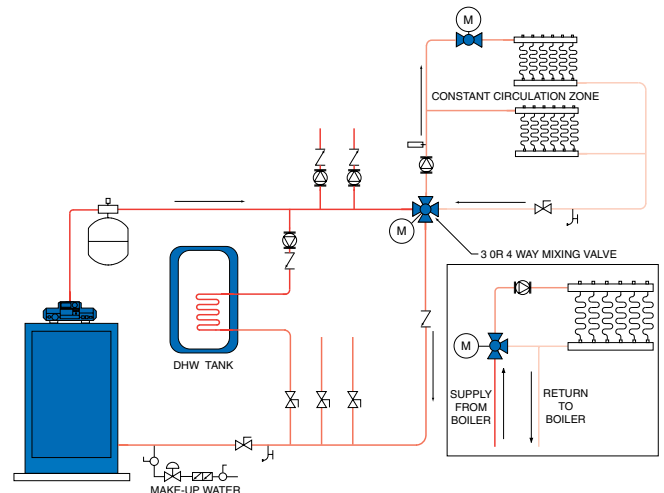 M
CONSTANT CIRCULATION ZONE
M
3 0R 4 WAY MIXING VALVE
DHW TANK
M
SUPPLY
FROM
BOILER
RETURN
TO
BOILER
MAKE-UP WATER